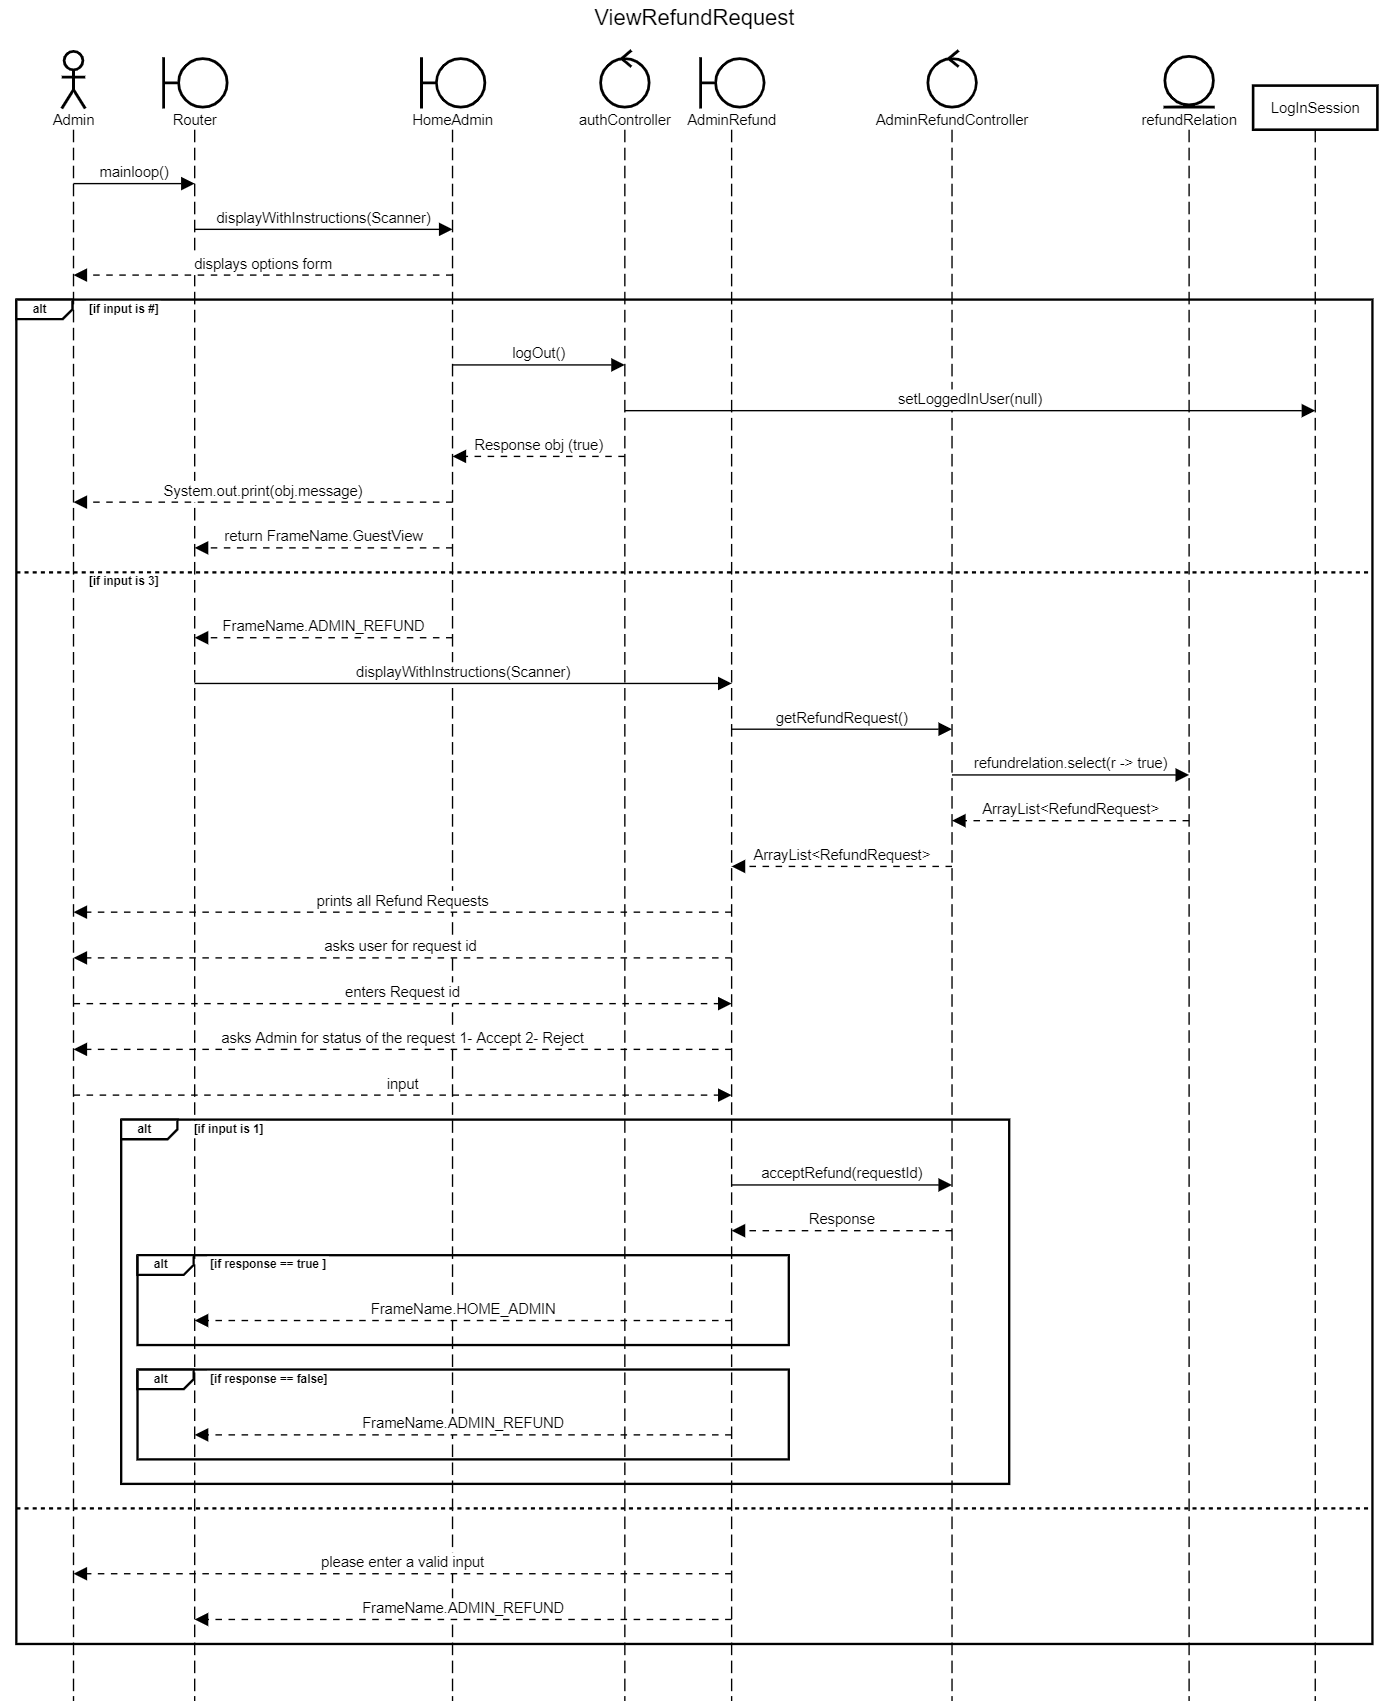 ViewRefundRequest
Admin
Router
HomeAdmin
authController
AdminRefund
AdminRefundController
refundRelation
LogInSession
mainloop()
displayWithInstructions(Scanner)
displays options form
alt
[if input is #]
logOut()
setLoggedInUser(null)
Response obj (true)
System.out.print(obj.message)
return FrameName.GuestView
[if input is 3]
FrameName.ADMIN_REFUND
displayWithInstructions(Scanner)
getRefundRequest()
refundrelation.select(r -> true)
ArrayList<RefundRequest>
ArrayList<RefundRequest>
prints all Refund Requests
asks user for request id
enters Request id
asks Admin for status of the request 1- Accept 2- Reject
input
alt
[if input is 1]
acceptRefund(requestId)
Response
alt
[if response == true ]
FrameName.HOME_ADMIN
alt
[if response == false]
FrameName.ADMIN_REFUND
please enter a valid input
FrameName.ADMIN_REFUND